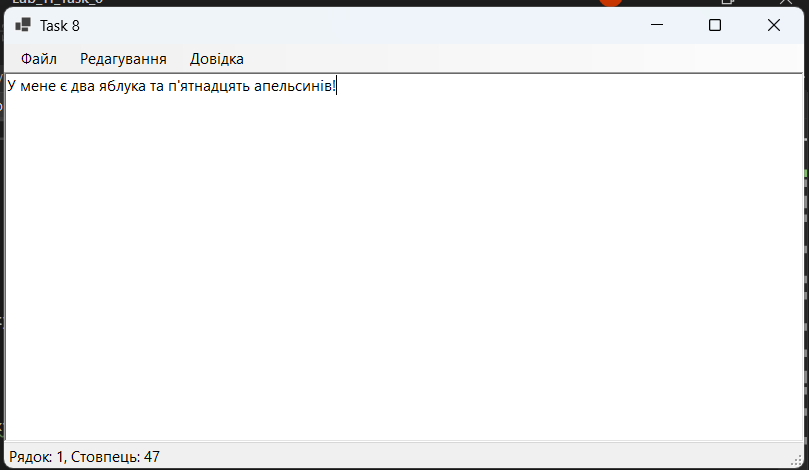 Task 8
Файл Редагування Довідка
У мене є два яблука та п'ятнадцять апельсинів!
Рядок: 1, Стовпець: 47